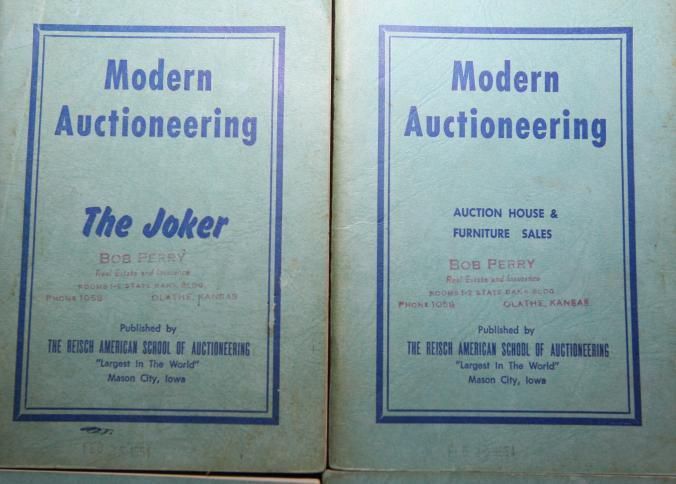 Modern
Auctioneering
The Joker
BOB PERRY
Real Estate and Insurance
ROOMS 1-2 STATE BANK BLDG.
PHONE 1058 OLATHE, KANSAS
Published by
THE REISCH AMERICAN SCHOOL OF AUCTIONEERING
"Largest In The World"
Mason City, Iowa
Modern
Auctioneering
AUCTION HOUSE &
FURNITURE SALES
BOB PERRY
Real Estate and Insurance
ROOMS 1-2 STATE BANK BLDG.
PHONE 1058 OLATHE, KANSAS
Published by
THE REISCH AMERICAN SCHOOL OF AUCTIONEERING
"Largest In The World"
Mason City, Iowa